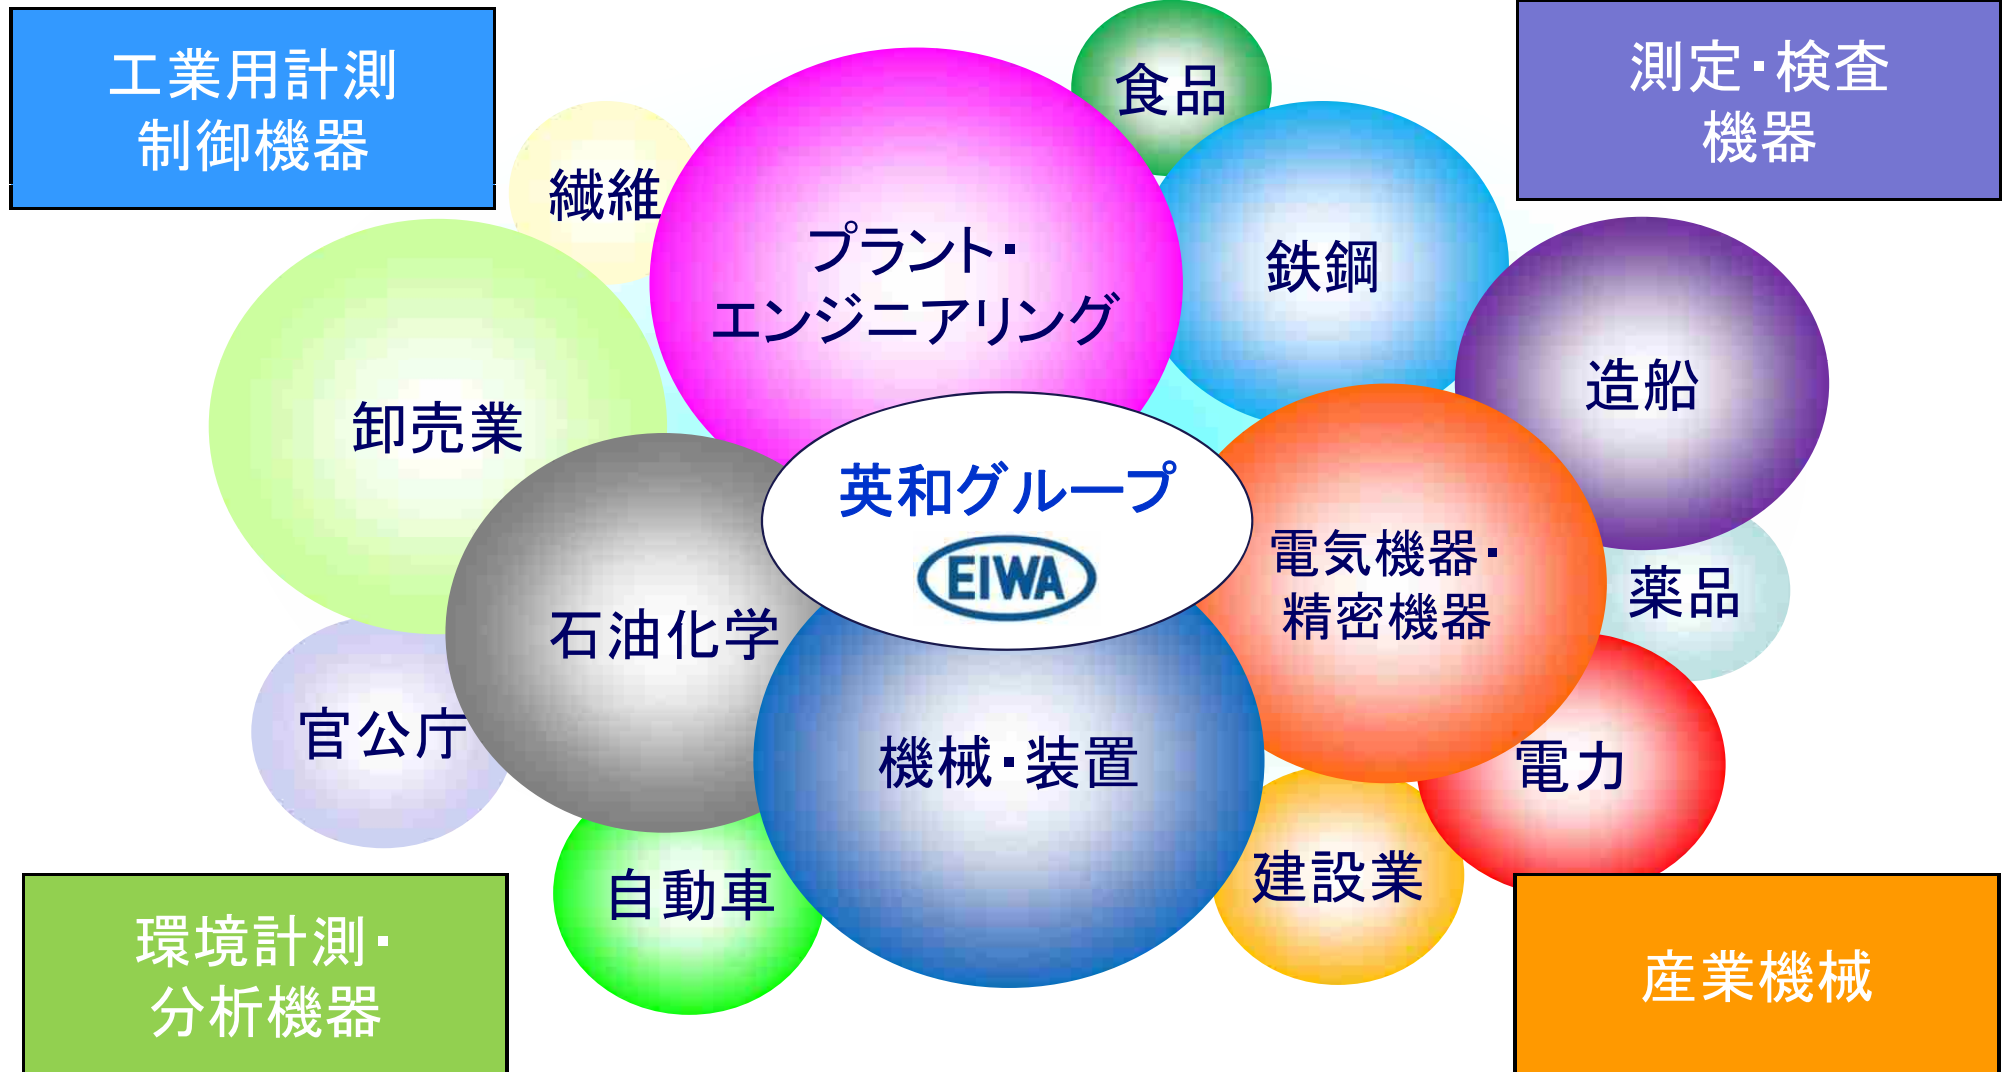 工業用計測
制御機器
測定・検査
機器
食品
繊維
プラント・
エンジニアリング
鉄鋼
造船
卸売業
英和グループ
EIWA
電気機器・
精密機器
薬品
石油化学
官公庁
機械・装置
電力
自動車
建設業
環境計測・
分析機器
産業機械